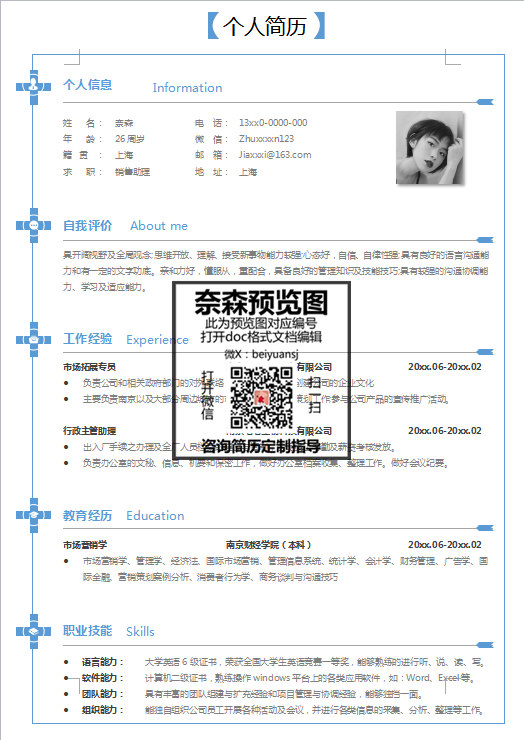 【个人简历】
个人信息 Information
姓 名： 奈森 电 话： 13xx0-0000-000
年 龄： 26周岁 微 信： Zhuxxxxn123
籍 贯： 上海 邮 箱： Jiaxxxi@163.com
求 职： 销售助理 地 址： 上海
自我评价 About me
具开阔视野及全局观念;思维开放、理解、接受新事物能力较强;心态好，自信、自律性强;具有良好的语言沟通能
力和有一定的文字功底。亲和力好，懂服从，重配合，具备良好的管理知识及技能技巧;具有较强的沟通协调能
力、学习及适应能力。
奈森预览图
此为预览图对应编号
打开doc格式文档编辑
微X：beiyuansj
打开微信
扫一扫
咨询简历定制指导
工作经验 Experience
市场拓展专员 有限公司 20xx.06-20xx.02
● 负责公司和相关政府部门的对外联络 创建公司的企业文化
● 主要负责南京以及大部分周边 规划工作参与公司产品的宣传推广活动。
行政主管助理 有限公司 20xx.06-20xx.02
● 出入厂手续之办理及全厂人员 及薪资考核发放。
● 负责办公室的文秘、信息、机要和保密工作，做好办公室档案收集、整理工作。做好会议纪要。
教育经历 Education
市场营销学 南京财经学院（本科） 20xx.06-20xx.02
● 市场营销学、管理学、经济法、国际市场营销、管理信息系统、统计学、会计学、财务管理、广告学、国
际金融、营销策划案例分析、消费者行为学、商务谈判与沟通技巧
职业技能 Skills
● 语言能力： 大学英语6级证书，荣获全国大学生英语竞赛一等奖，能够熟练的进行听、说、读、写。
● 软件能力： 计算机二级证书，熟练操作windows平台上的各类应用软件，如：Word、Excel等。
● 团队能力： 具有丰富的团队组建与扩充经验和项目管理与协调经验，能够独挡一面。
● 组织能力： 能独自组织公司员工开展各种活动及会议，并进行各类信息的采集、分析、整理等工作。